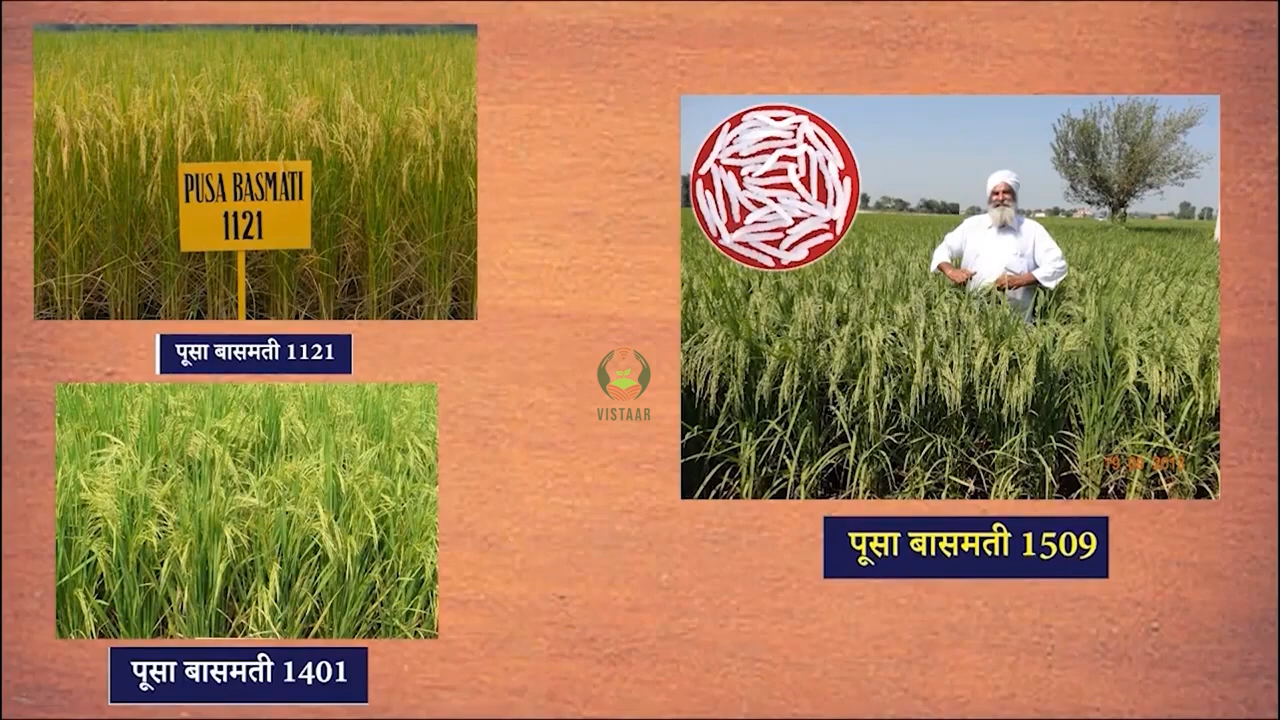 PUSA BASMATI
1121
पूसा बासमती 1121
पूसा बासमती 1401
VISTAAR
पूसा बासमती 1509